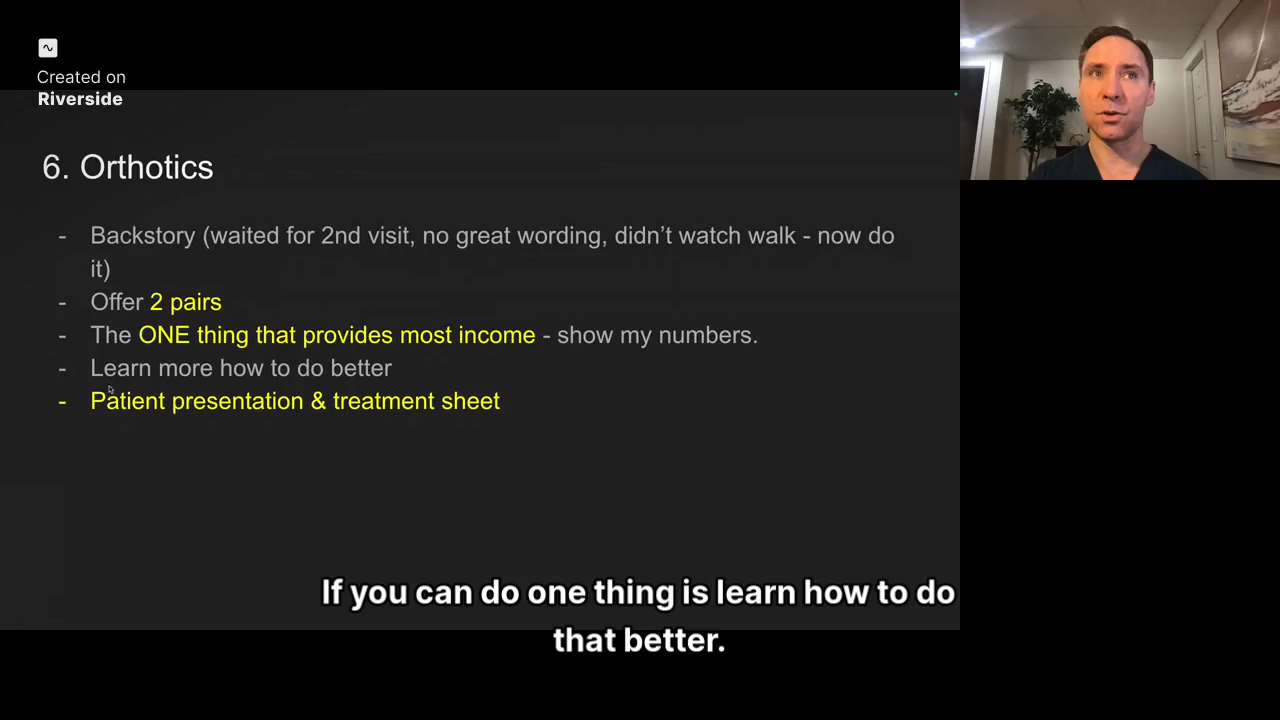 Created on
Riverside
6. Orthotics
- Backstory (waited for 2nd visit, no great wording, didn’t watch walk - now do
it)
- Offer 2 pairs
- The ONE thing that provides most income - show my numbers.
- Learn more how to do better
- Patient presentation & treatment sheet
If you can do one thing is learn how to do
that better.